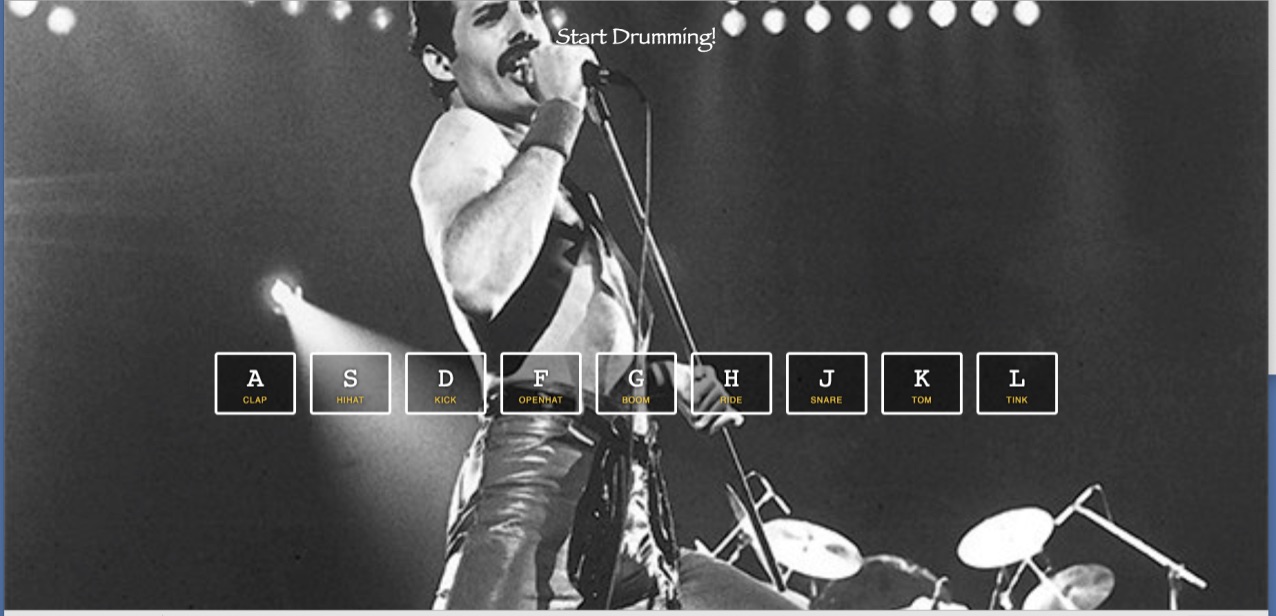 Start Drumming!
A S D F G H J K L
CLAP HIHAT KICK OPENHAT BOOM RIDE SNARE TOM TINK